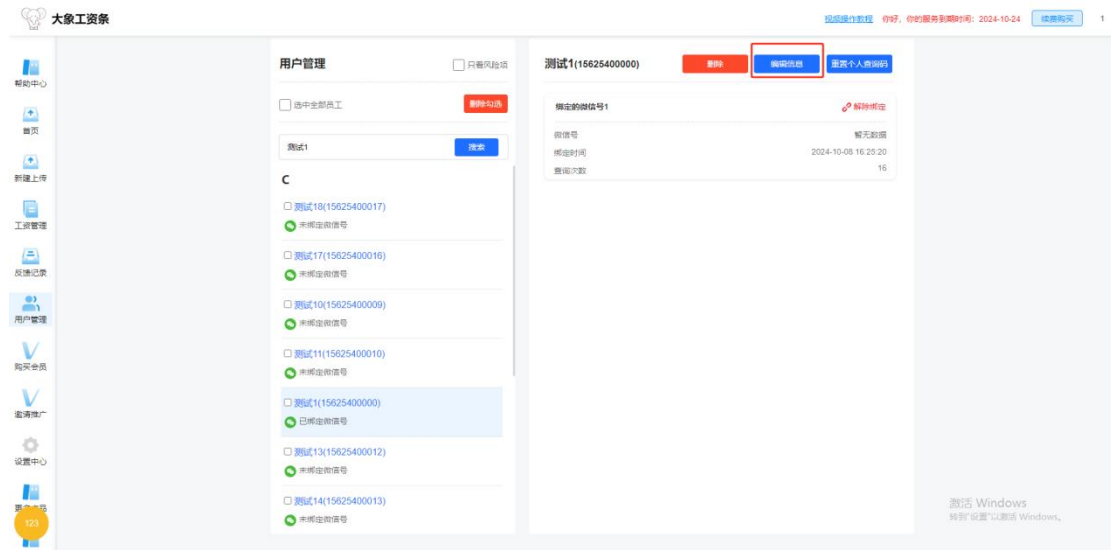 大象工资条
视频操作教程 你好，你的服务到期时间：2024-10-24 续费购买 1
帮助中心
首页
新建上传
工资管理
反馈记录
用户管理
购买会员
邀请推广
设置中心
123
用户管理 只看风险项
选中全部员工 删除勾选
测试1 搜索
C
测试18(15625400017)
未绑定微信号
测试17(15625400016)
未绑定微信号
测试10(15625400009)
未绑定微信号
测试11(15625400010)
未绑定微信号
测试1(15625400000)
已绑定微信号
测试13(15625400012)
未绑定微信号
测试14(15625400013)
未绑定微信号
测试1(15625400000) 删除 编辑信息 重置个人查询码
绑定的微信号1 解除绑定
微信号 暂无数据
绑定时间 2024-10-08 16:25:20
查询次数 16
激活 Windows
转到"设置"以激活 Windows。